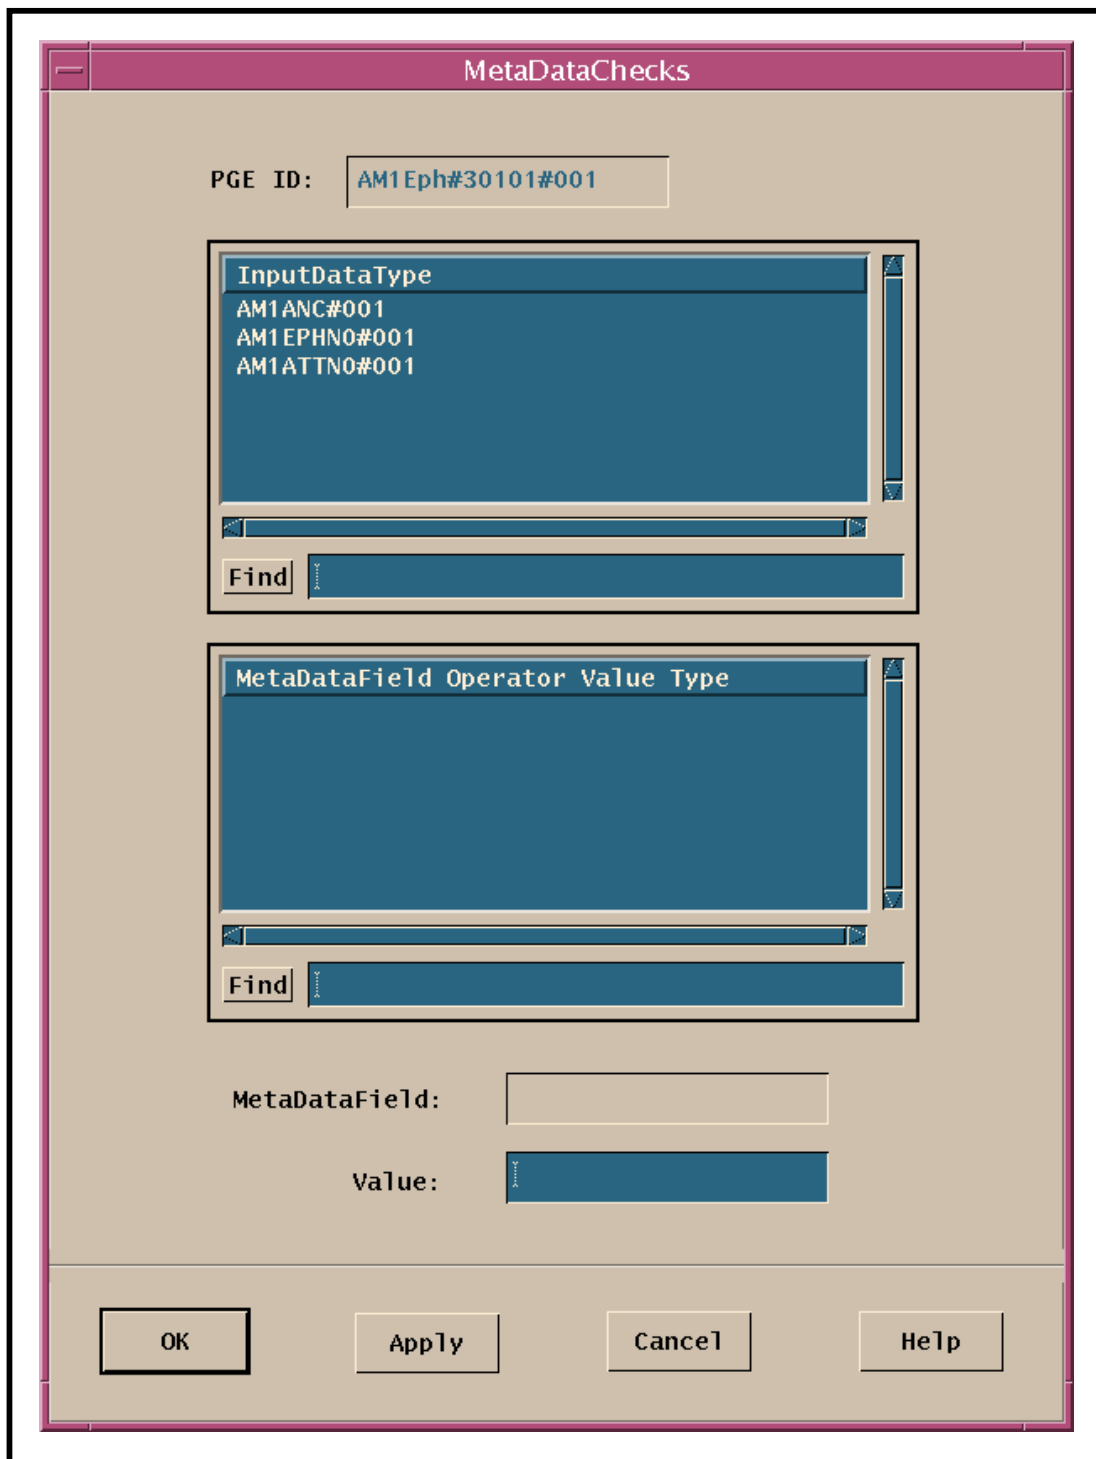 MetaDataChecks
PGE ID: AM1Eph#30101#001
InputDataType
AM1ANC#001
AM1EPHN0#001
AM1ATTN0#001
Find
MetaDataField Operator Value Type
Find
MetaDataField:
Value:
OK Apply Cancel Help